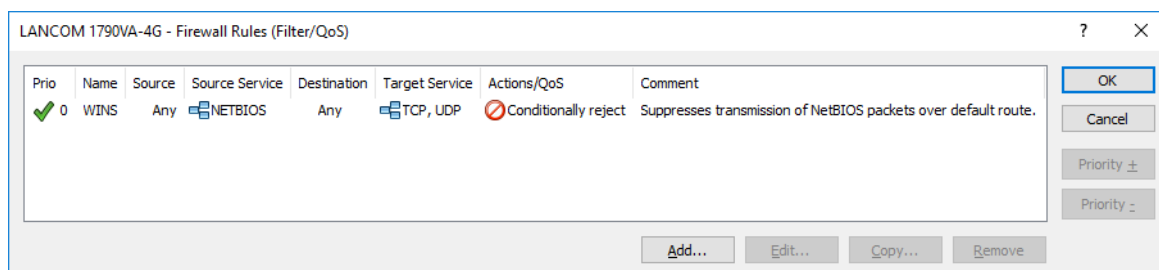 LANCOM 1790VA-4G - Firewall Rules (Filter/QoS) ?
Prio Name Source Source Service Destination Target Service Actions/QoS Comment
0 WINS Any NETBIOS Any TCP, UDP Conditionally reject Suppresses transmission of NetBIOS packets over default route.
OK
Cancel
Priority +
Priority -
Add... Edit... Copy... Remove